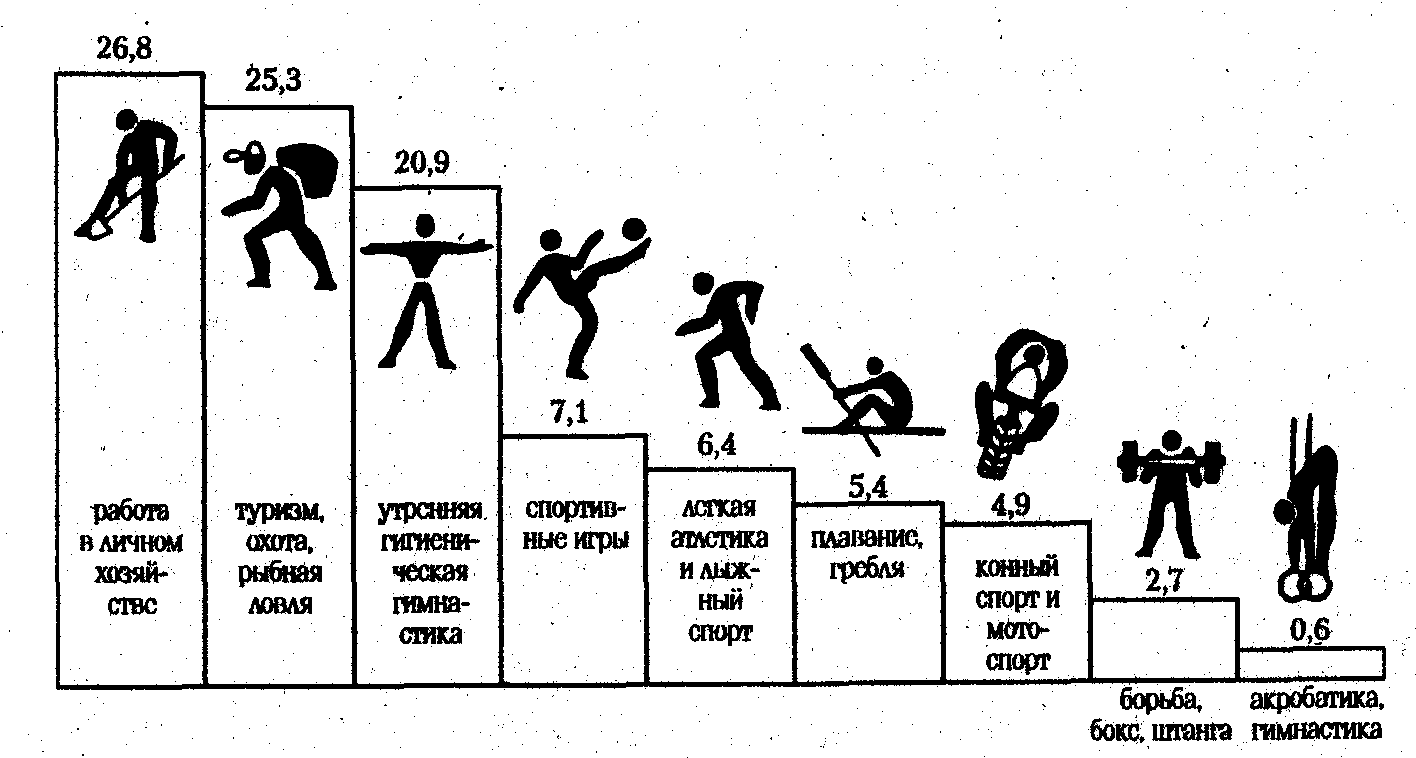 26,8
25,3
20,9
7,1
6,4
5,4
4,9
2,7
0,6
работа
в личном
хозяй-
стве
туризм,
охота,
рыбная
ловля
утренняя
гигиени-
ческая
гимна-
стика
спортив-
ные игры
легкая
атлетика
и лыж-
ный
спорт
плавание,
гребля
конный
спорт и
мото-
спорт
борьба,
бокс, штанга
акробатика,
гимнастика